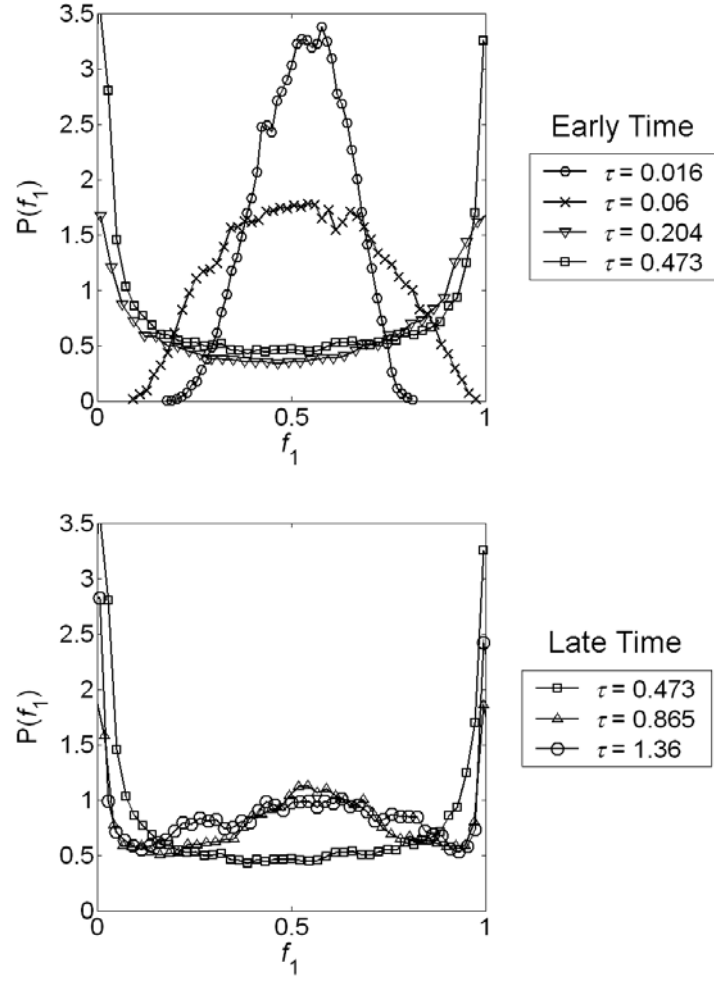 3.5
3
2.5
2
1.5
1
0.5
0
P(f₁)
0 0.5 1
f₁
Early Time
τ = 0.016
τ = 0.06
τ = 0.204
τ = 0.473
3.5
3
2.5
2
1.5
1
0.5
0
P(f₁)
0 0.5 1
f₁
Late Time
τ = 0.473
τ = 0.865
τ = 1.36